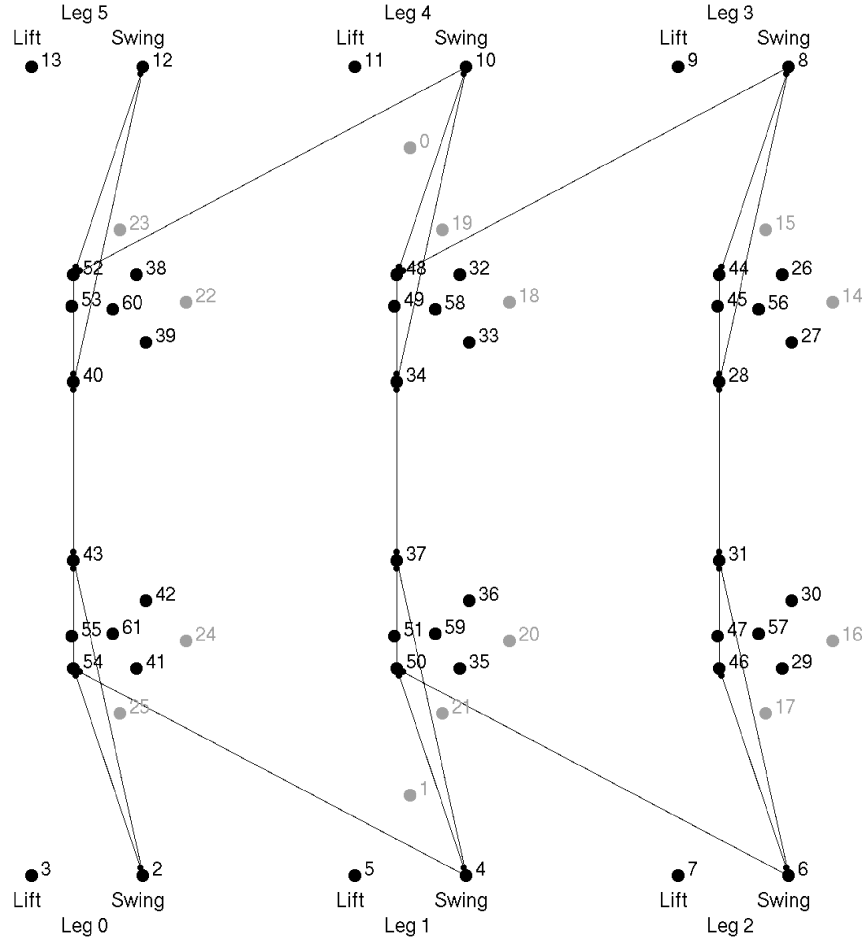 Leg 5 Leg 4 Leg 3
Lift Swing Lift Swing Lift Swing
13 12 11 10 9 8
0
23 19 15
52 38 48 32 44 26
53 60 22 49 58 18 45 56 14
39 33 27
40 34 28
43 37 31
42 36 30
55 61 24 51 59 20 47 57 16
54 41 50 35 46 29
25 21 17
1
3 2 5 4 7 6
Lift Swing Lift Swing Lift Swing
Leg 0 Leg 1 Leg 2